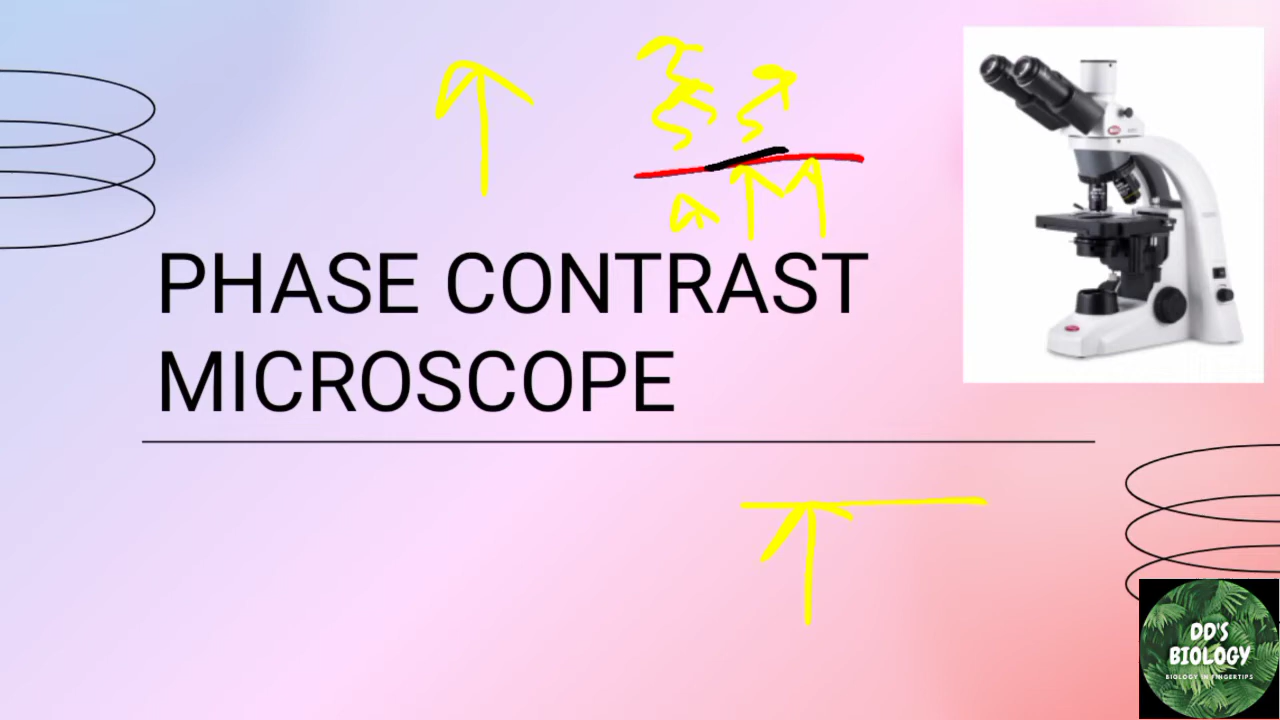 PHASE CONTRAST
MICROSCOPE
DD'S
BIOLOGY
BIOLOGY IN FINGERTIPS